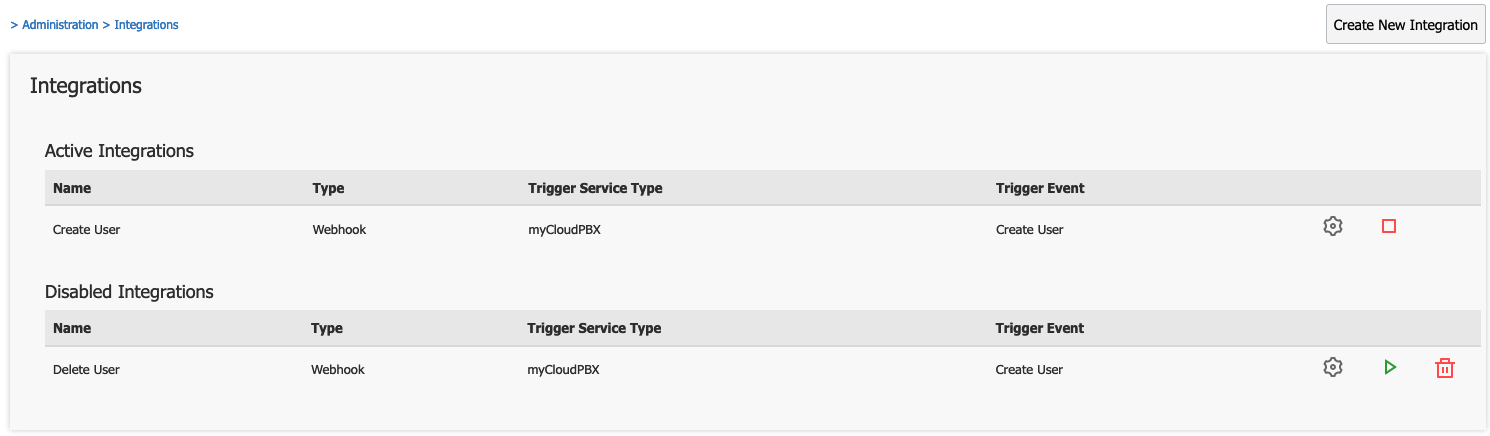 > Administration > Integrations
Create New Integration
Integrations
Active Integrations
Name Type Trigger Service Type Trigger Event
Create User Webhook myCloudPBX Create User
Disabled Integrations
Name Type Trigger Service Type Trigger Event
Delete User Webhook myCloudPBX Create User